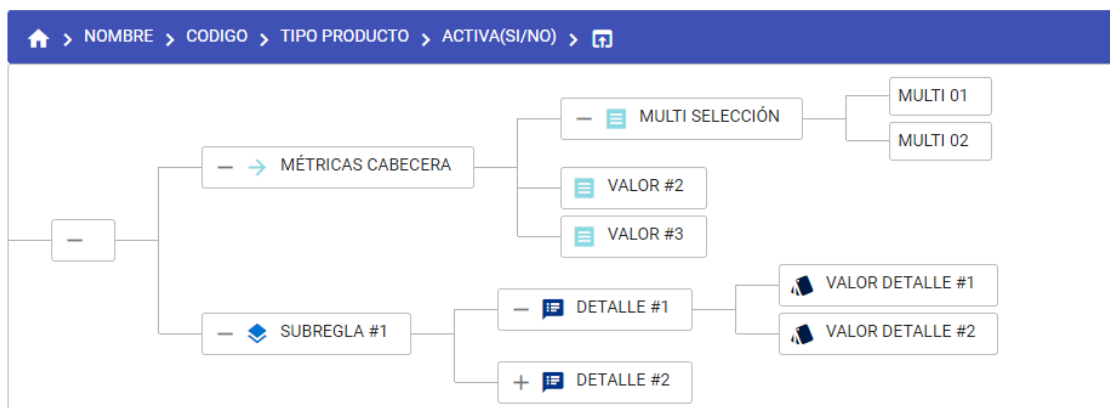 NOMBRE > CODIGO > TIPO PRODUCTO > ACTIVA(SI/NO) >
MULTI 01
MULTI SELECCIÓN
MULTI 02
MÉTRICAS CABECERA
VALOR #2
VALOR #3
VALOR DETALLE #1
DETALLE #1
SUBREGLA #1
VALOR DETALLE #2
DETALLE #2